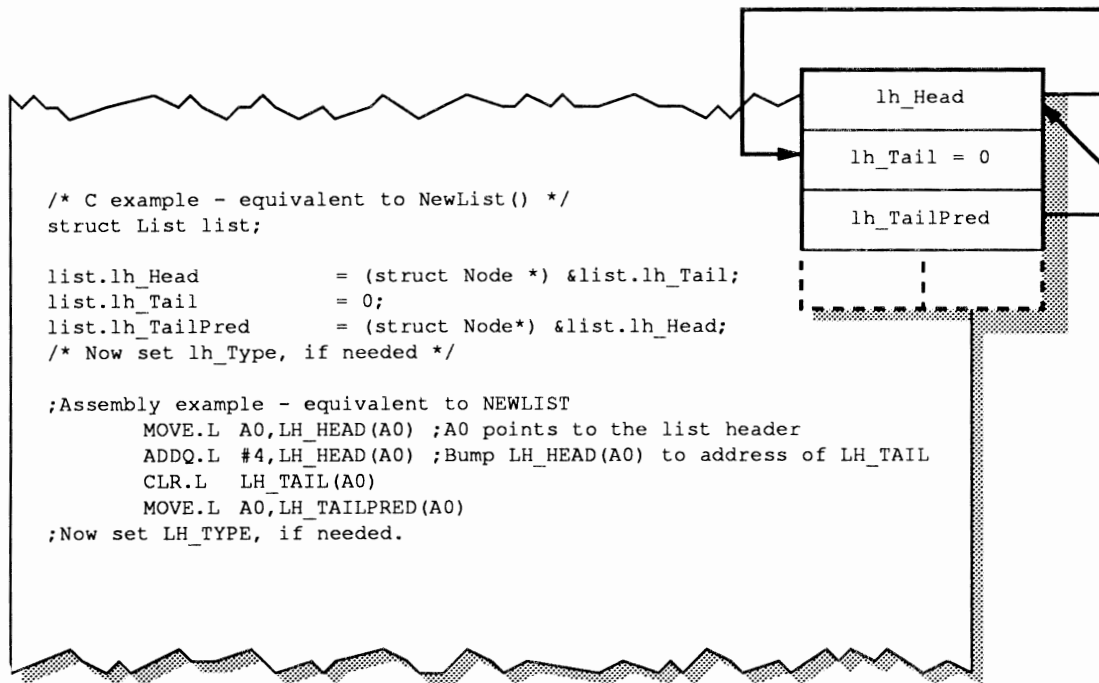 lh_Head
lh_Tail = 0
lh_TailPred
/* C example - equivalent to NewList() */
struct List list;
list.lh_Head = (struct Node *) &list.lh_Tail;
list.lh_Tail = 0;
list.lh_TailPred = (struct Node*) &list.lh_Head;
/* Now set lh_Type, if needed */
;Assembly example - equivalent to NEWLIST
MOVE.L A0,LH_HEAD(A0) ;A0 points to the list header
ADDQ.L #4,LH_HEAD(A0) ;Bump LH_HEAD(A0) to address of LH_TAIL
CLR.L LH_TAIL(A0)
MOVE.L A0,LH_TAILPRED(A0)
;Now set LH_TYPE, if needed.